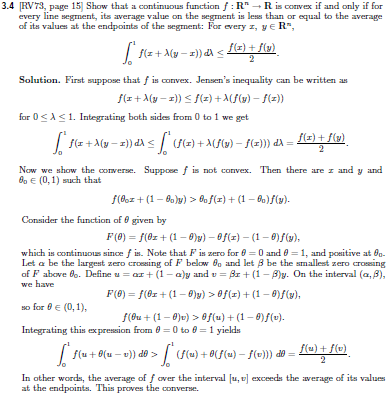 3.4 [RV73, page 15] Show that a continuous function f : Rⁿ → R is convex if and only if for
every line segment, its average value on the segment is less than or equal to the average
of its values at the endpoints of the segment: For every x, y ∈ Rⁿ,
∫₀¹ f(x + λ(y − x)) dλ ≤ (f(x) + f(y))/2.
Solution. First suppose that f is convex. Jensen's inequality can be written as
f(x + λ(y − x)) ≤ f(x) + λ(f(y) − f(x))
for 0 ≤ λ ≤ 1. Integrating both sides from 0 to 1 we get
∫₀¹ f(x + λ(y − x)) dλ ≤ ∫₀¹ (f(x) + λ(f(y) − f(x))) dλ = (f(x) + f(y))/2.
Now we show the converse. Suppose f is not convex. Then there are x and y and
θ₀ ∈ (0, 1) such that
f(θ₀x + (1 − θ₀)y) > θ₀f(x) + (1 − θ₀)f(y).
Consider the function of θ given by
F(θ) = f(θx + (1 − θ)y) − θf(x) − (1 − θ)f(y),
which is continuous since f is. Note that F is zero for θ = 0 and θ = 1, and positive at θ₀.
Let α be the largest zero crossing of F below θ₀ and let β be the smallest zero crossing
of F above θ₀. Define u = αx + (1 − α)y and v = βx + (1 − β)y. On the interval (α, β),
we have
F(θ) = f(θx + (1 − θ)y) > θf(x) + (1 − θ)f(y),
so for θ ∈ (0, 1),
f(θu + (1 − θ)v) > θf(u) + (1 − θ)f(v).
Integrating this expression from θ = 0 to θ = 1 yields
∫₀¹ f(u + θ(u − v)) dθ > ∫₀¹ (f(u) + θ(f(u) − f(v))) dθ = (f(u) + f(v))/2.
In other words, the average of f over the interval [u, v] exceeds the average of its values
at the endpoints. This proves the converse.